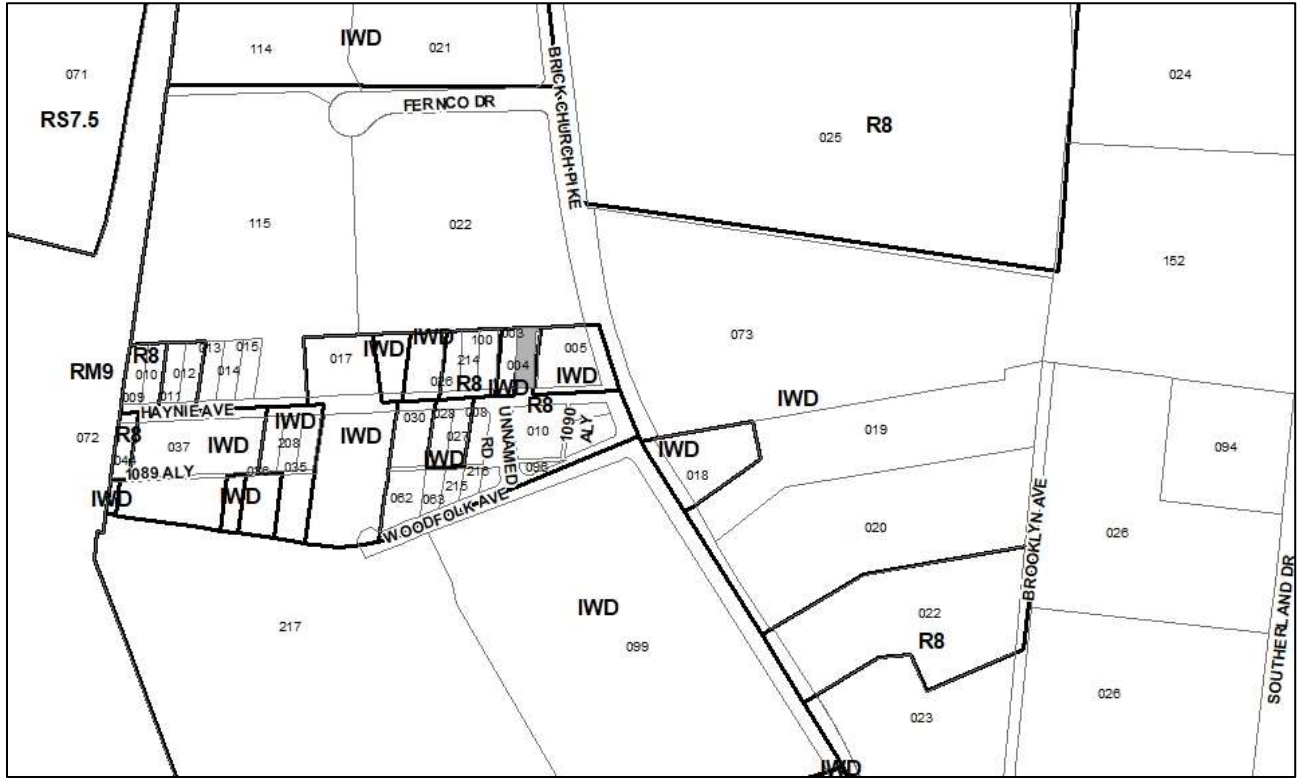 114
IWD
021
071
RS7.5
024
FERNCO DR
BRICK CHURCH PIKE
025
R8
115
022
152
073
003
IWD
100
013
015
017
IWD
005
R8
010
012
014
214
004
RM9
IWD
026
R8
IWD
009
011
HAYNIE AVE
R8
IWD
030
028
008
UNNAMED
RD
010
1090
ALY
019
072
R8
044
037
IWD
208
IWD
027
IWD
094
1089 ALY
035
IWD
216
098
IWD
018
IWD
IWD
062
063
215
WOODFOLK AVE
020
026
BROOKLYN AVE
SOUTHERLAND DR
IWD
022
R8
217
099
026
023
IWD